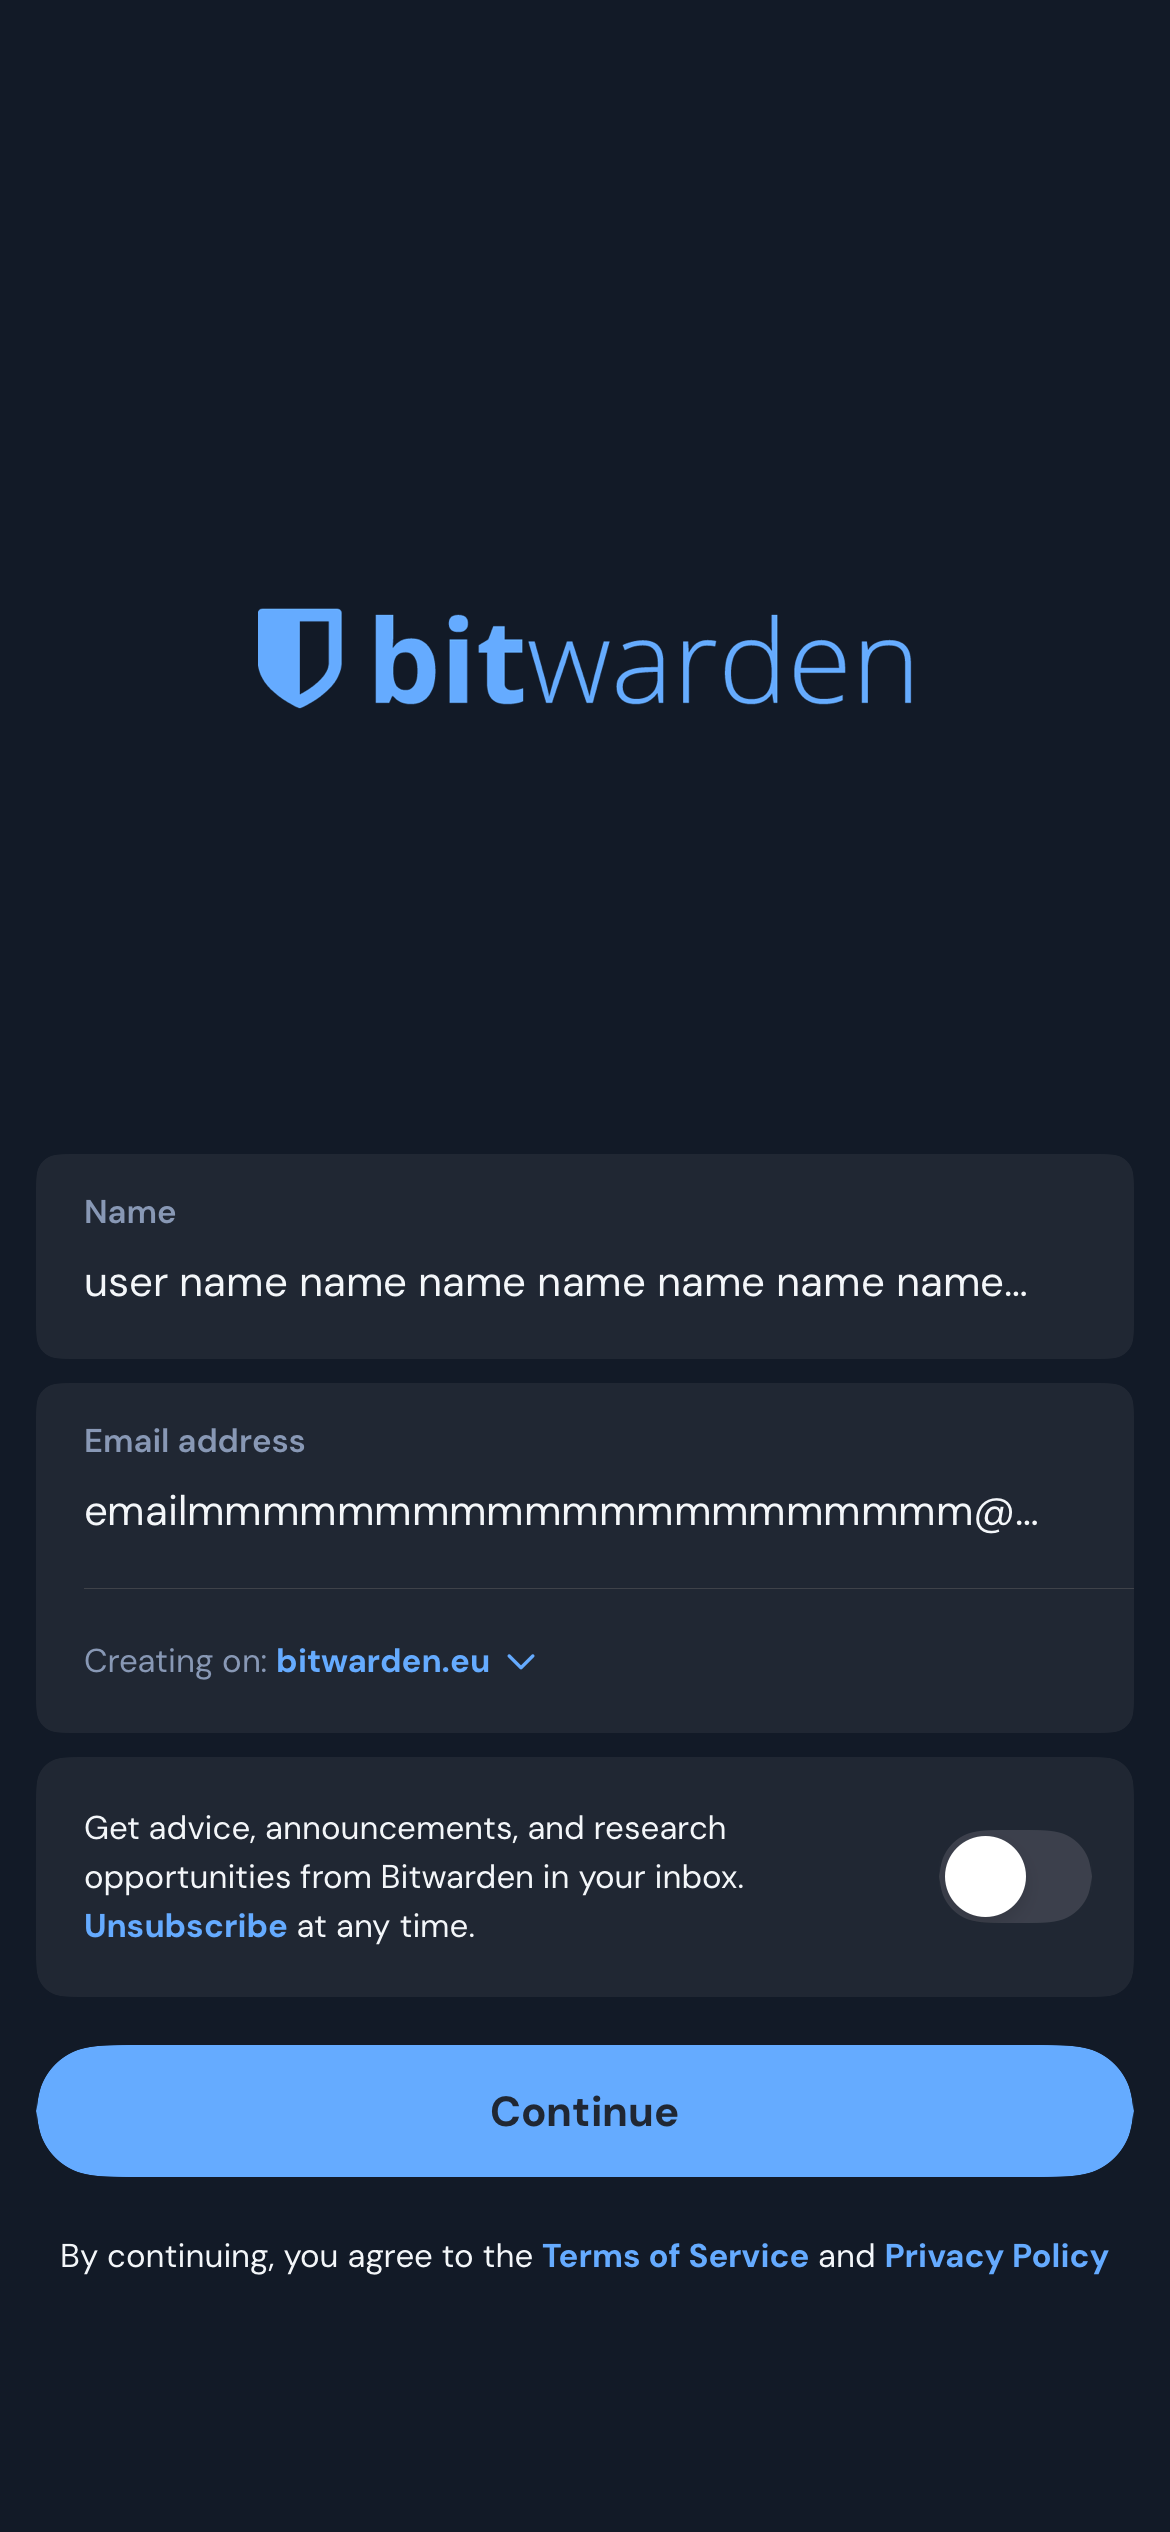 bitwarden
Name
user name name name name name name name...
Email address
emailmmmmmmmmmmmmmmmmmmmmm@...
Creating on: bitwarden.eu
Get advice, announcements, and research
opportunities from Bitwarden in your inbox.
Unsubscribe at any time.
Continue
By continuing, you agree to the Terms of Service and Privacy Policy